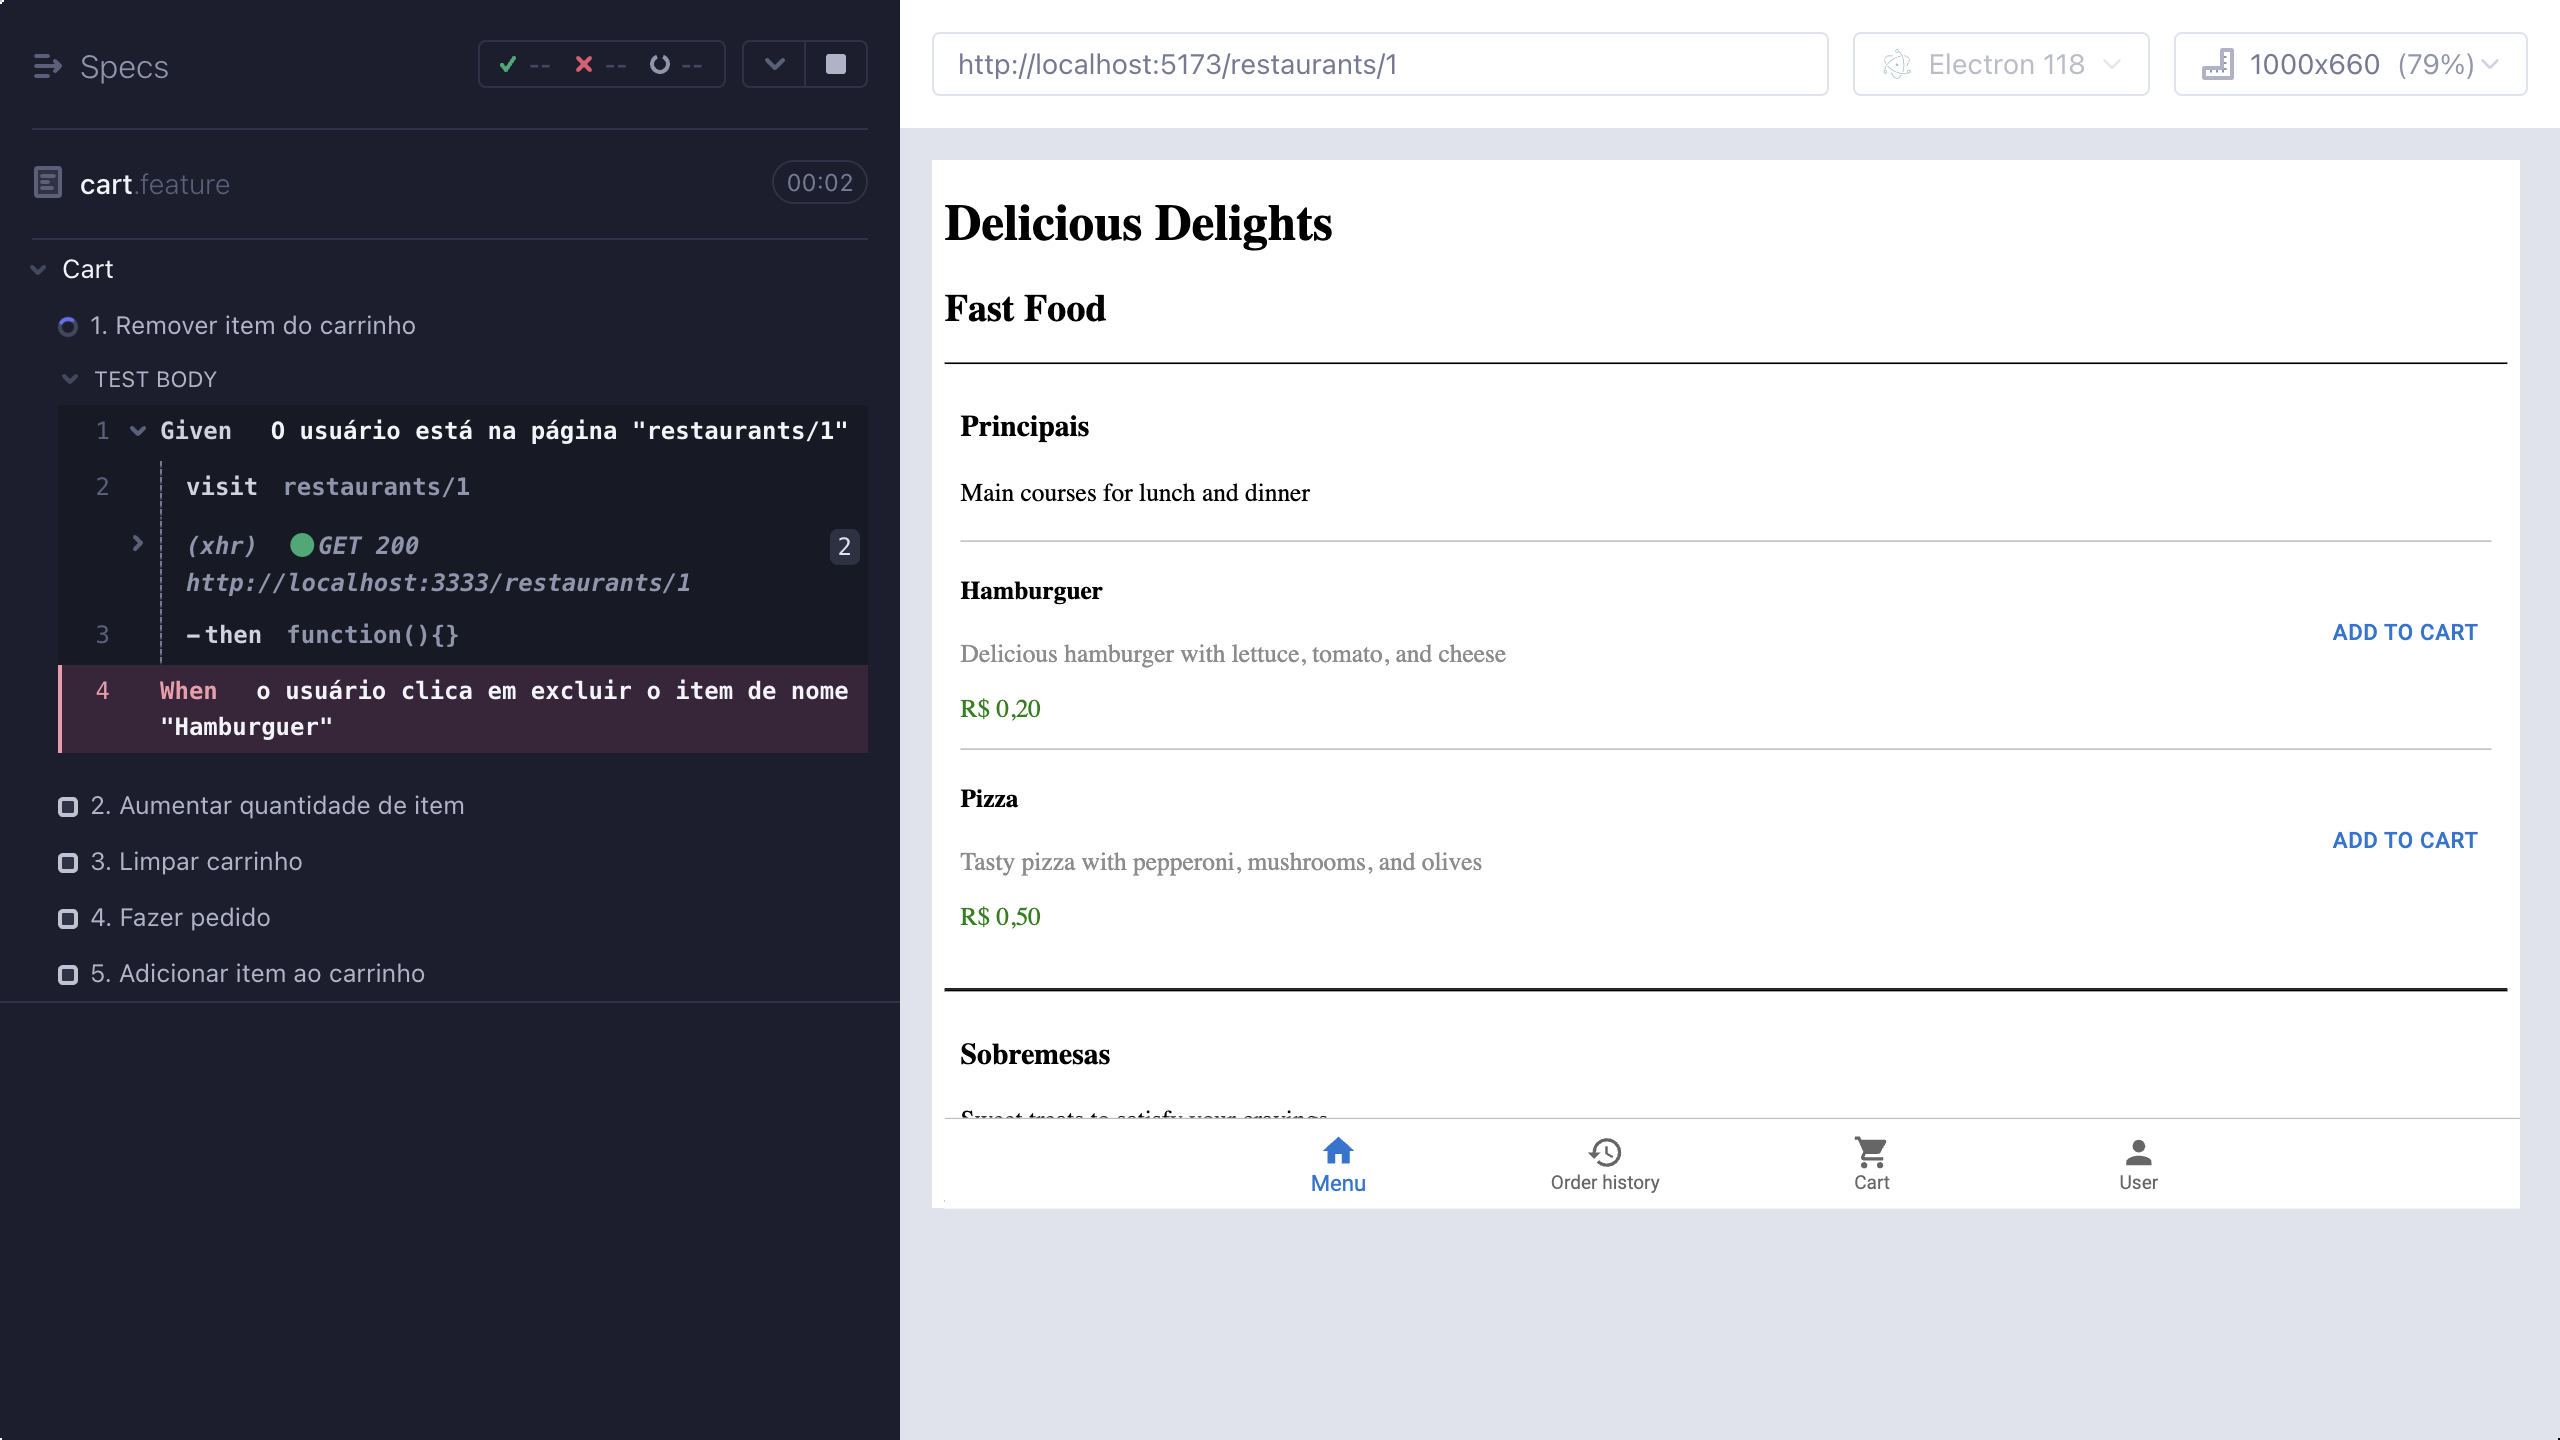 Specs
-- -- --
cart.feature
00:02
Cart
1. Remover item do carrinho
TEST BODY
1 Given O usuário está na página "restaurants/1"
2 visit restaurants/1
(xhr) GET 200 2
http://localhost:3333/restaurants/1
3 -then function(){}
4 When o usuário clica em excluir o item de nome
"Hamburguer"
2. Aumentar quantidade de item
3. Limpar carrinho
4. Fazer pedido
5. Adicionar item ao carrinho
http://localhost:5173/restaurants/1
Electron 118
1000x660 (79%)
Delicious Delights
Fast Food
Principais
Main courses for lunch and dinner
Hamburguer
Delicious hamburger with lettuce, tomato, and cheese
R$ 0,20
ADD TO CART
Pizza
Tasty pizza with pepperoni, mushrooms, and olives
R$ 0,50
ADD TO CART
Sobremesas
Sweet treats to satisfy your cravings
Menu
Order history
Cart
User